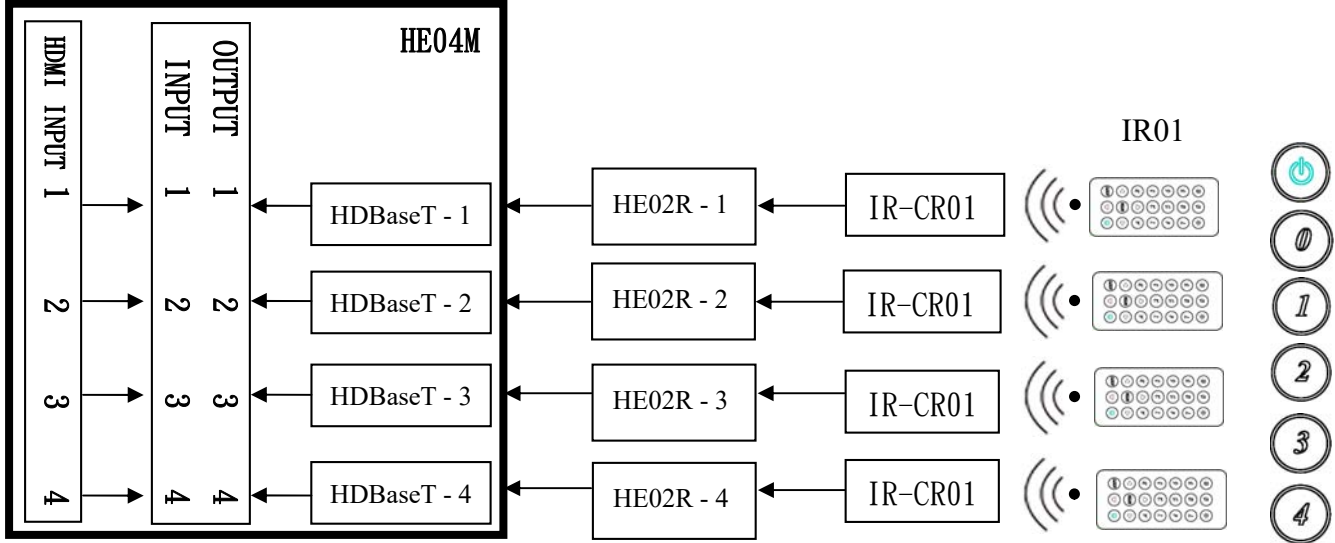 HE04M
HDMI INPUT 1 2 3 4
INPUT 1 2 3 4
OUTPUT 1 2 3 4
IR01
HDBaseT - 1
HE02R - 1
IR-CR01
HDBaseT - 2
HE02R - 2
IR-CR01
HDBaseT - 3
HE02R - 3
IR-CR01
HDBaseT - 4
HE02R - 4
IR-CR01
0
1
2
3
4